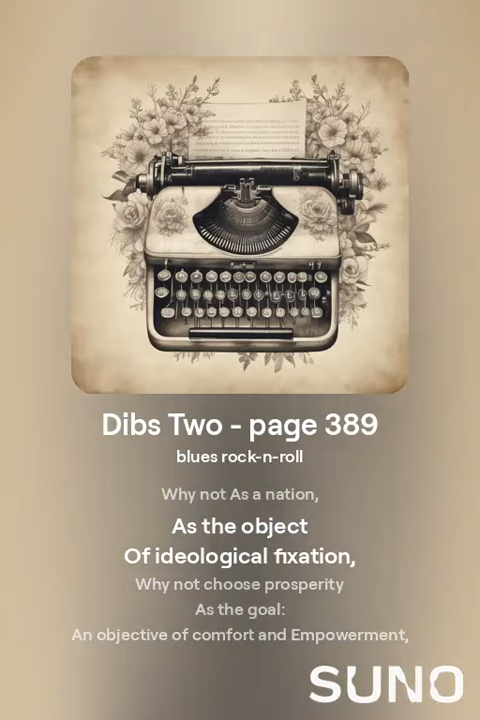 Dibs Two - page 389
blues rock-n-roll
Why not As a nation,
As the object
Of ideological fixation,
Why not choose prosperity
As the goal:
An objective of comfort and Empowerment,
SUNO